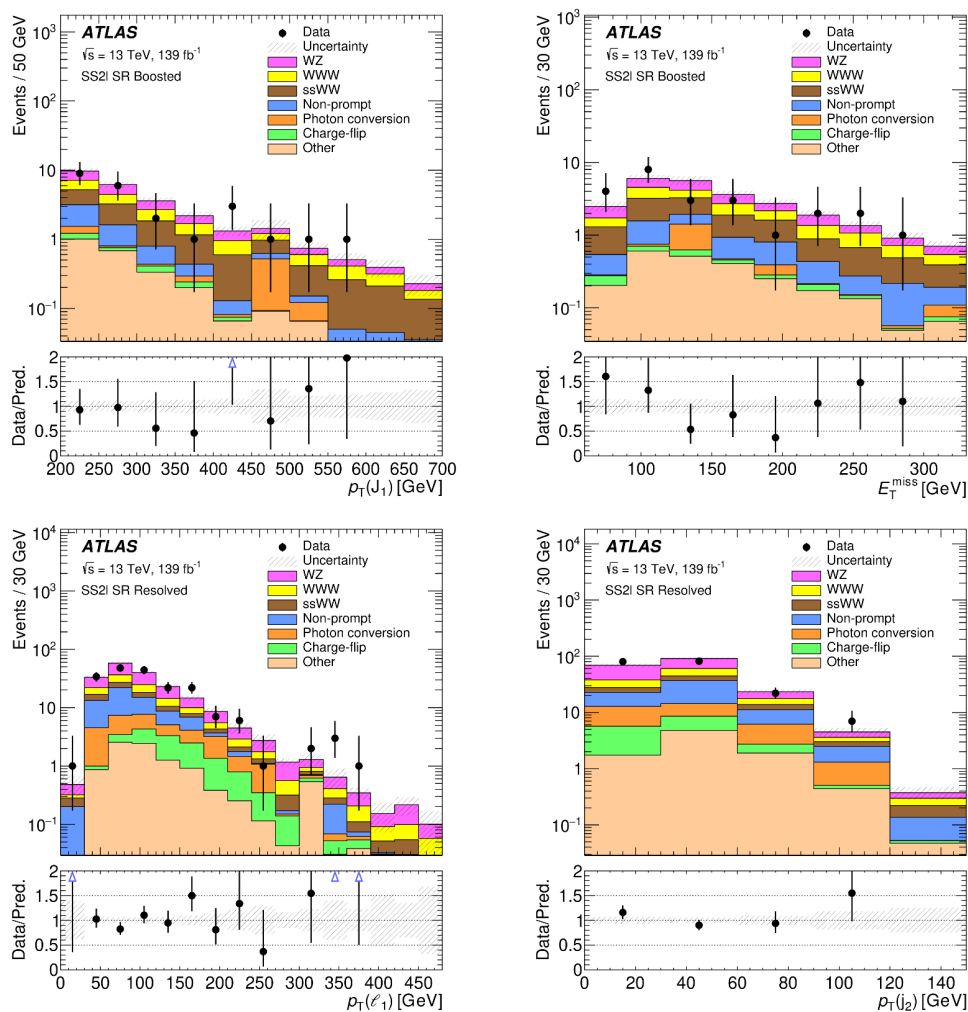 ATLAS
√s = 13 TeV, 139 fb⁻¹
SS2l SR Boosted
Data
Uncertainty
WZ
WWW
ssWW
Non-prompt
Photon conversion
Charge-flip
Other
Events / 50 GeV
10³
10²
10
1
10⁻¹
Data/Pred.
2
1.5
1
0.5
0
200 250 300 350 400 450 500 550 600 650 700
p_T(J₁) [GeV]
ATLAS
√s = 13 TeV, 139 fb⁻¹
SS2l SR Boosted
Data
Uncertainty
WZ
WWW
ssWW
Non-prompt
Photon conversion
Charge-flip
Other
Events / 30 GeV
10³
10²
10
1
10⁻¹
Data/Pred.
2
1.5
1
0.5
0
100 150 200 250 300
E_T^miss [GeV]
ATLAS
√s = 13 TeV, 139 fb⁻¹
SS2l SR Resolved
Data
Uncertainty
WZ
WWW
ssWW
Non-prompt
Photon conversion
Charge-flip
Other
Events / 30 GeV
10⁴
10³
10²
10
1
10⁻¹
Data/Pred.
2
1.5
1
0.5
0
0 50 100 150 200 250 300 350 400 450
p_T(ℓ₁) [GeV]
ATLAS
√s = 13 TeV, 139 fb⁻¹
SS2l SR Resolved
Data
Uncertainty
WZ
WWW
ssWW
Non-prompt
Photon conversion
Charge-flip
Other
Events / 30 GeV
10⁴
10³
10²
10
1
10⁻¹
Data/Pred.
2
1.5
1
0.5
0
0 20 40 60 80 100 120 140
p_T(j₂) [GeV]